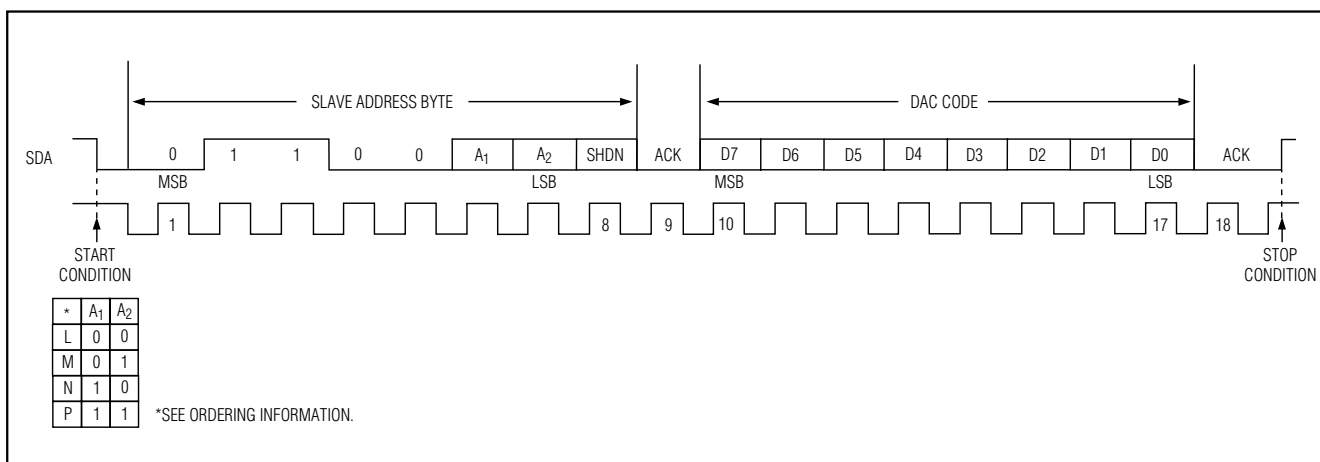 SLAVE ADDRESS BYTE DAC CODE
SDA 0 1 1 0 0 A1 A2 SHDN ACK D7 D6 D5 D4 D3 D2 D1 D0 ACK
MSB LSB MSB LSB
1 8 9 10 17 18
START CONDITION STOP CONDITION
* A1 A2
L 0 0
M 0 1
N 1 0
P 1 1 *SEE ORDERING INFORMATION.